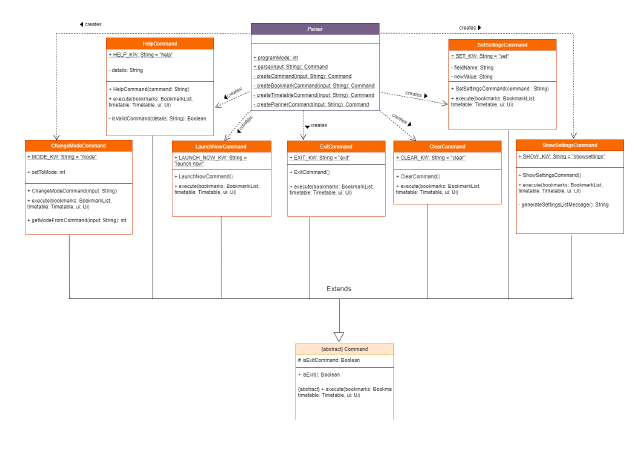 creates
creates
Parser
+ programMode: int
+ parse(input: String): Command
- createCommand(input: String): Command
- createBookmarkCommand(input: String): Command
- createTimetableCommand(input: String): Command
- createPlannerCommand(input: String): Command
HelpCommand
+ HELP_KW: String = "help"
- details: String
+ HelpCommand(command: String)
+ execute(bookmarks: BookmarkList,
timetable: Timetable, ui: Ui)
- isValidCommand(details: String): Boolean
SetSettingsCommand
+ SET_KW: String = "set"
- fieldName: String
- newValue: String
+ SetSettingsCommand(command : String)
+ execute(bookmarks: BookmarkList,
timetable: Timetable, ui: Ui)
creates
creates
creates
creates
creates
ChangeModeCommand
+ MODE_KW: String = "mode"
+ setToMode: int
+ ChangeModeCommand(input: String)
+ execute(bookmarks: BookmarkList,
timetable: Timetable, ui: Ui)
+ getModeFromCommand(input: String): int
LaunchNowCommand
+ LAUNCH_NOW_KW: String =
"launch now"
+ LaunchNowCommand()
+ execute(bookmarks: BookmarkList,
timetable: Timetable, ui: Ui)
ExitCommand
+ EXIT_KW: String = "exit"
+ ExitCommand()
+ execute(bookmarks: BookmarkList,
timetable: Timetable, ui: Ui)
ClearCommand
+ CLEAR_KW: String = "clear"
+ ClearCommand()
+ execute(bookmarks: BookmarkList,
timetable: Timetable, ui: Ui)
ShowSettingsCommand
+ SHOW_KW: String = "showsettings"
+ ShowSettingsCommand()
+ execute(bookmarks: BookmarkList,
timetable: Timetable, ui: Ui)
- generateSettingsListMessage(): String
Extends
{abstract} Command
# isExitCommand: Boolean
+ isExit(): Boolean
{abstract} + execute(bookmarks: Bookma
timetable: Timetable, ui: Ui)